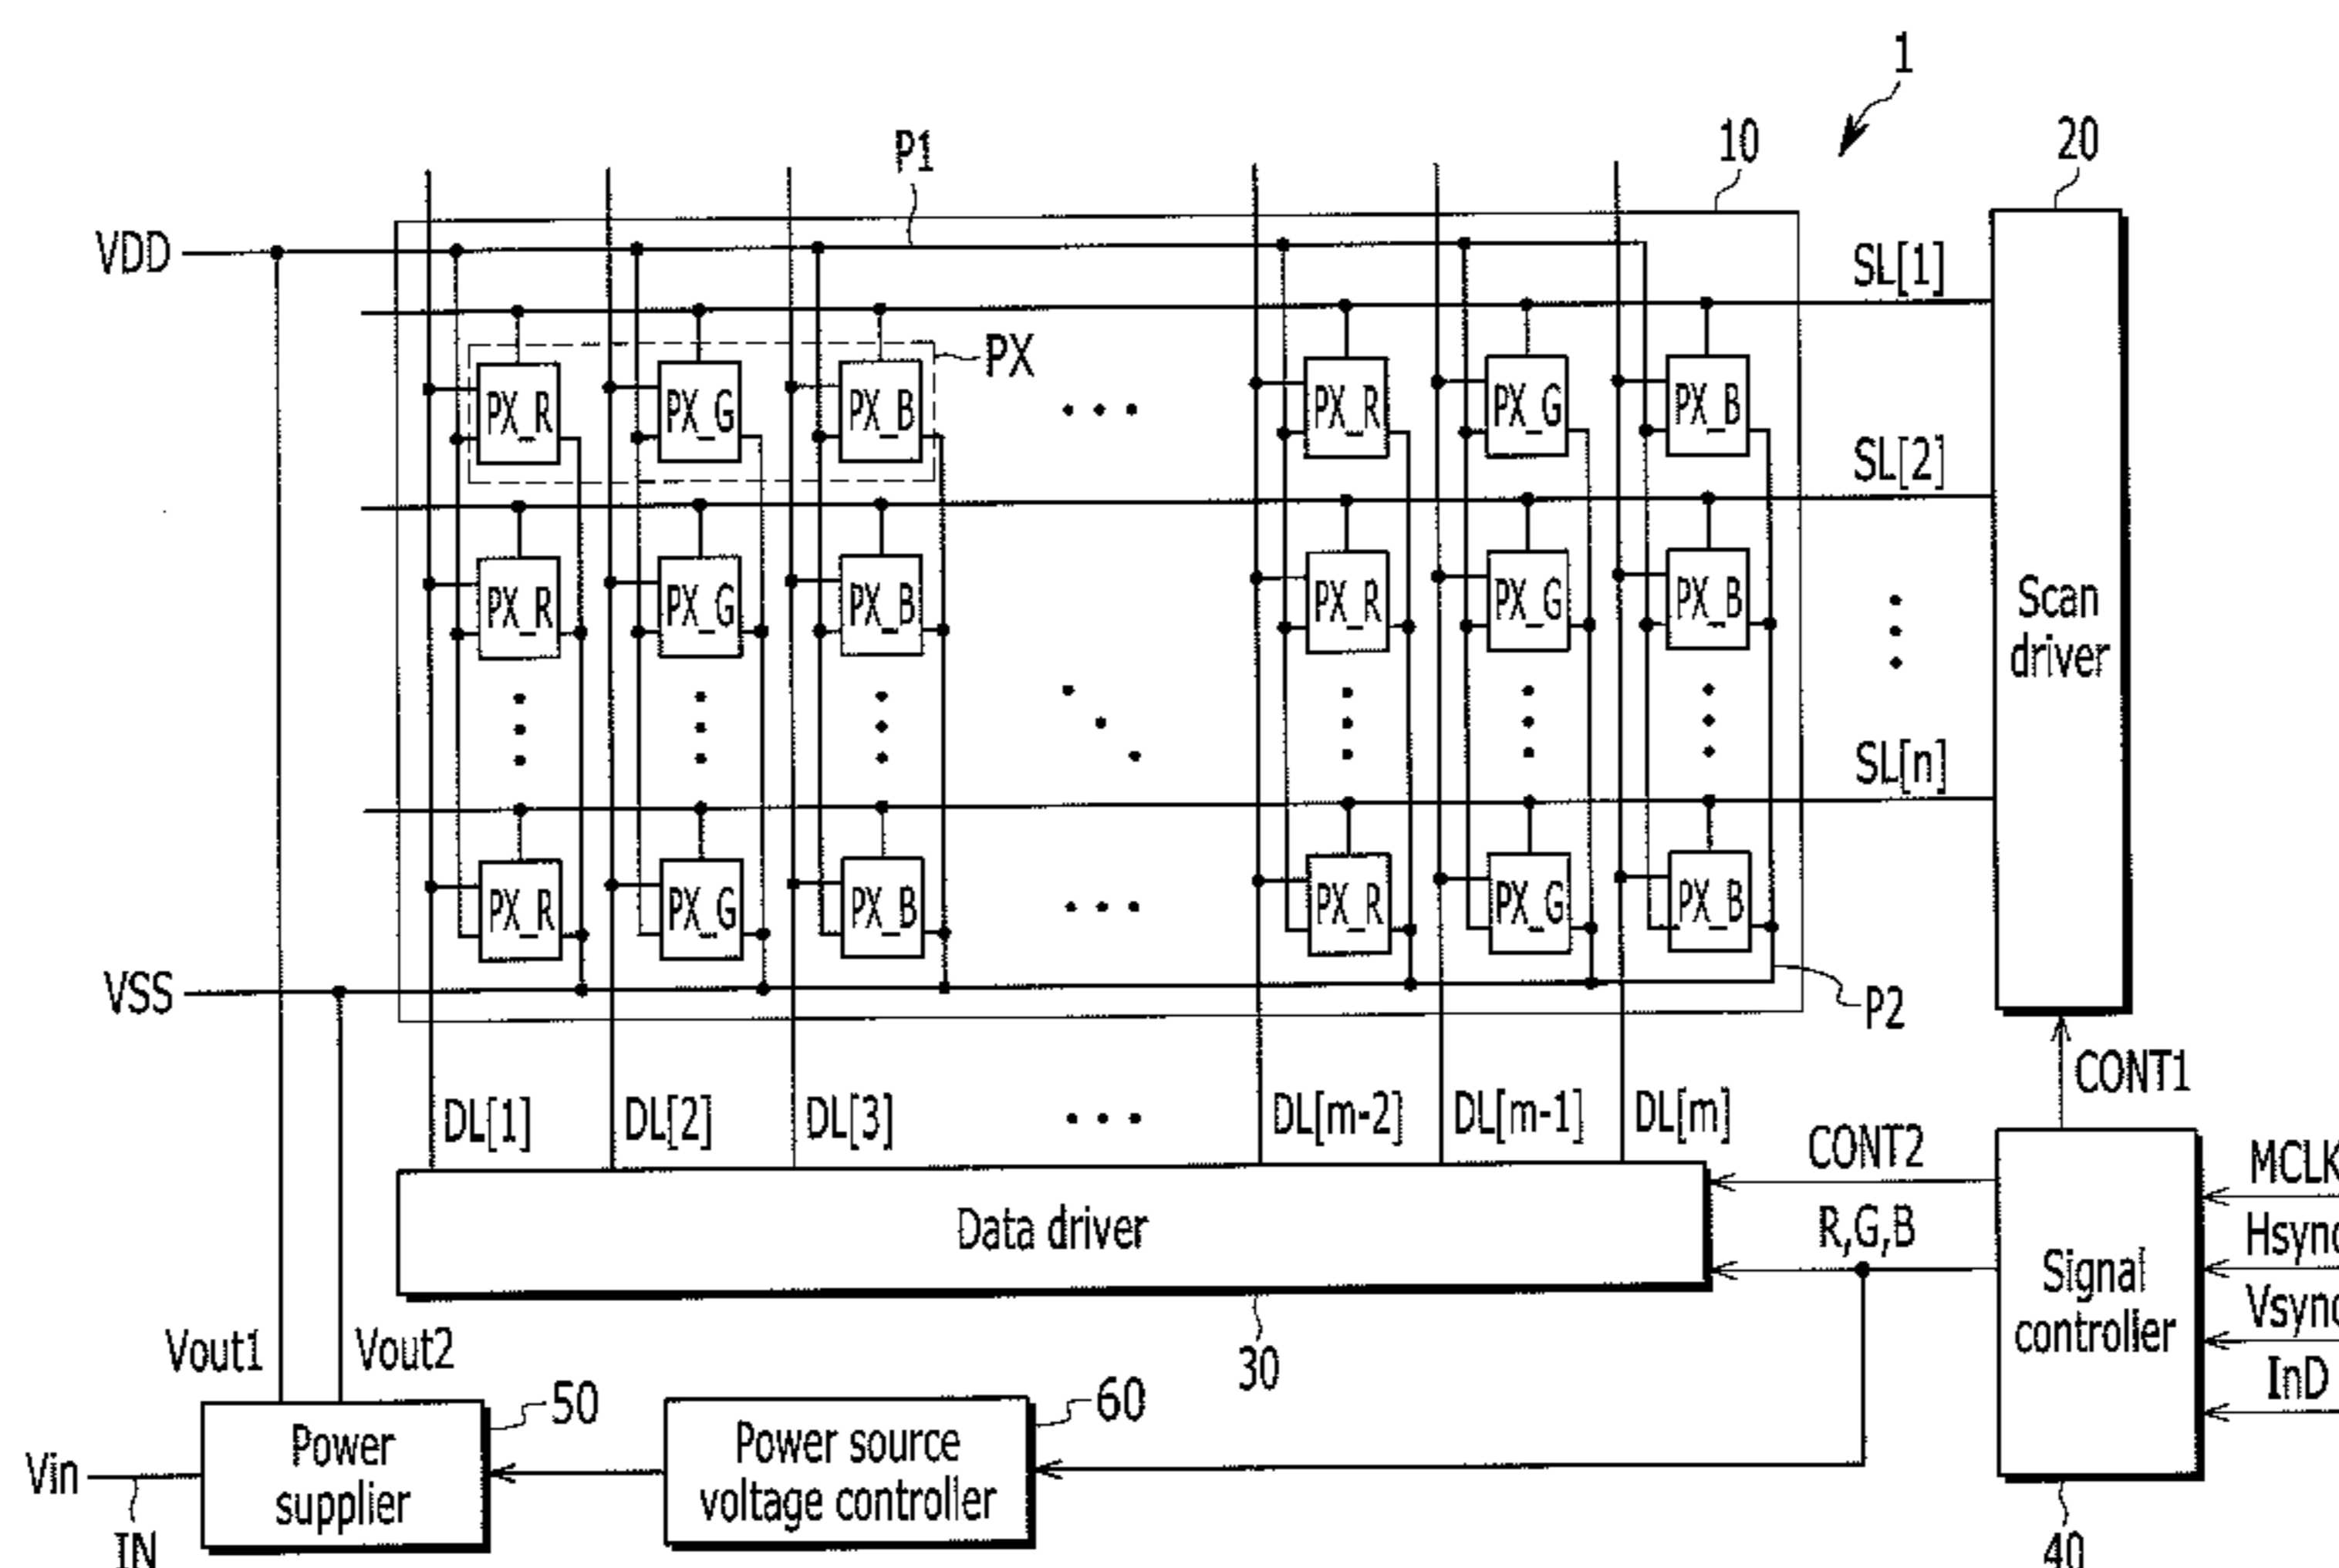 1
P1
10
20
VDD
SL[1]
PX
PX_R PX_G PX_B PX_R PX_G PX_B
SL[2]
PX_R PX_G PX_B PX_R PX_G PX_B
Scan
driver
SL[n]
PX_R PX_G PX_B PX_R PX_G PX_B
VSS
P2
CONT1
DL[1] DL[2] DL[3] DL[m-2] DL[m-1] DL[m]
CONT2
MCLK
Data driver
R,G,B
Hsync
Signal
controller
Vsync
InD
Vout1 Vout2
30
50
60
Power
supplier
Power source
voltage controller
Vin
IN
40